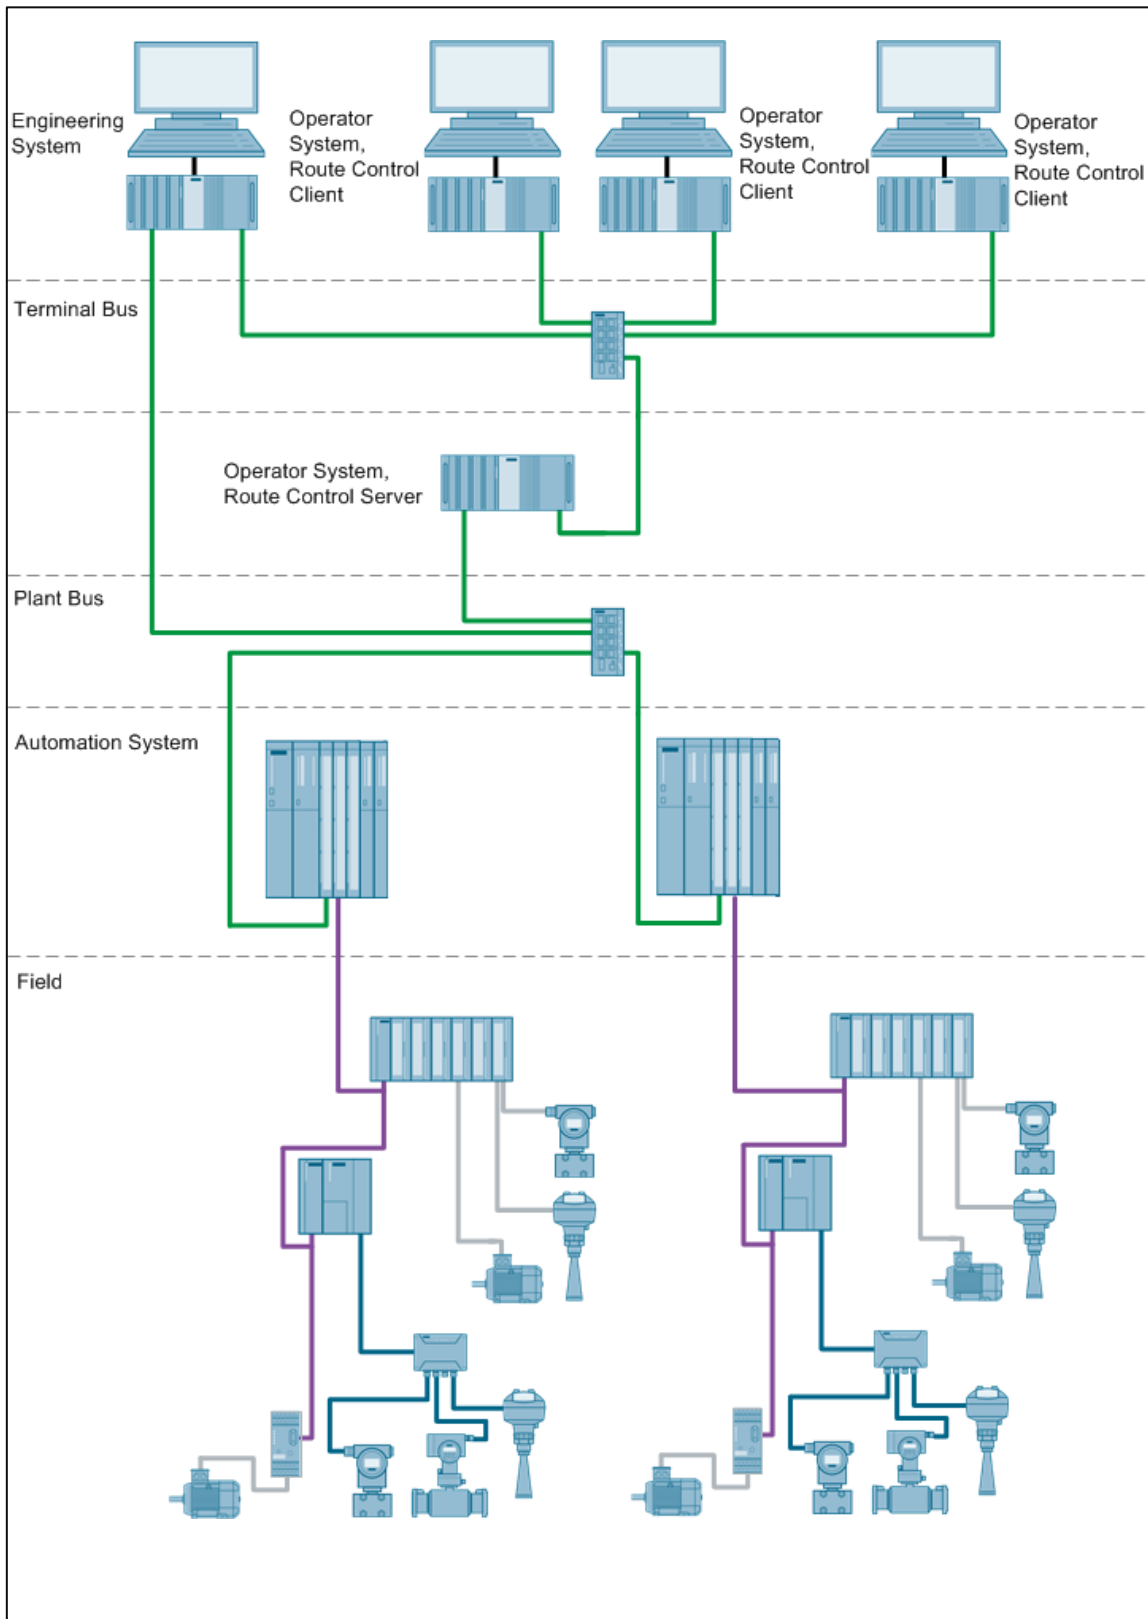 Engineering
System
Operator
System,
Route Control
Client
Operator
System,
Route Control
Client
Operator
System,
Route Control
Client
Terminal Bus
Operator System,
Route Control Server
Plant Bus
Automation System
Field